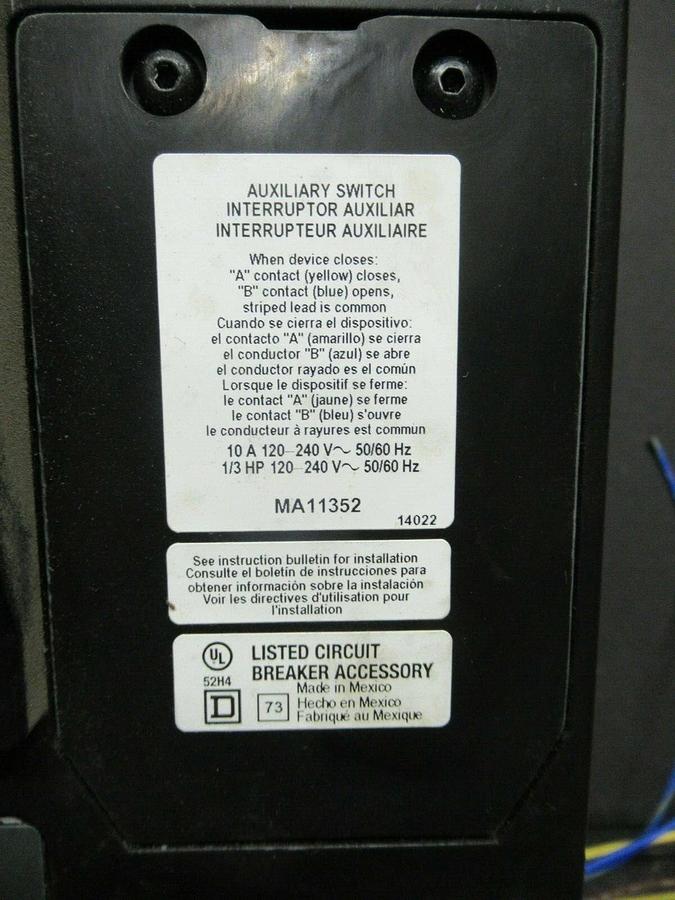 AUXILIARY SWITCH
INTERRUPTOR AUXILIAR
INTERRUPTEUR AUXILIAIRE
When device closes:
"A" contact (yellow) closes,
"B" contact (blue) opens,
striped lead is common
Cuando se cierra el dispositivo:
el contacto "A" (amarillo) se cierra
el conductor "B" (azul) se abre
el conductor rayado es el común
Lorsque le dispositif se ferme:
le contact "A" (jaune) se ferme
le contact "B" (bleu) s'ouvre
le conducteur à rayures est commun
10 A 120–240 V~ 50/60 Hz
1/3 HP 120–240 V~ 50/60 Hz
MA11352
14022
See instruction bulletin for installation
Consulte el boletín de instrucciones para
obtener información sobre la instalación
Voir les directives d'utilisation pour
l'installation
UL
LISTED CIRCUIT
BREAKER ACCESSORY
52H4
D
73
Made in Mexico
Hecho en Mexico
Fabriqué au Mexique